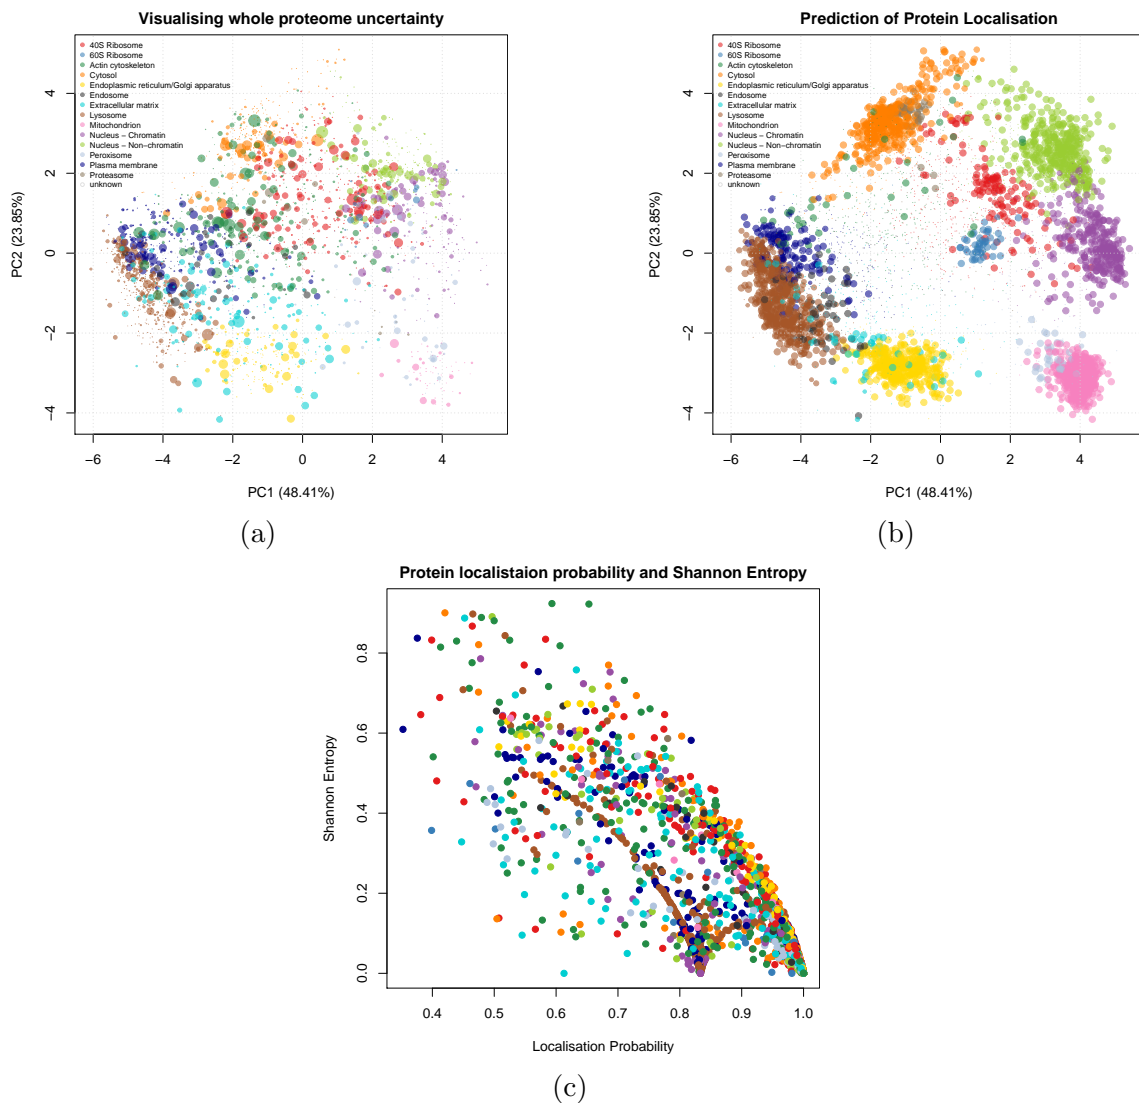 Visualising whole proteome uncertainty
40S Ribosome
60S Ribosome
Actin cytoskeleton
Cytosol
Endoplasmic reticulum/Golgi apparatus
Endosome
Extracellular matrix
Lysosome
Mitochondrion
Nucleus − Chromatin
Nucleus − Non−chromatin
Peroxisome
Plasma membrane
Proteasome
unknown
4
2
0
−2
−4
PC2 (23.85%)
−6 −4 −2 0 2 4
PC1 (48.41%)
(a)
Prediction of Protein Localisation
40S Ribosome
60S Ribosome
Actin cytoskeleton
Cytosol
Endoplasmic reticulum/Golgi apparatus
Endosome
Extracellular matrix
Lysosome
Mitochondrion
Nucleus − Chromatin
Nucleus − Non−chromatin
Peroxisome
Plasma membrane
Proteasome
unknown
4
2
0
−2
−4
PC2 (23.85%)
−6 −4 −2 0 2 4
PC1 (48.41%)
(b)
Protein localistaion probability and Shannon Entropy
0.8
0.6
0.4
0.2
0.0
Shannon Entropy
0.4 0.5 0.6 0.7 0.8 0.9 1.0
Localisation Probability
(c)